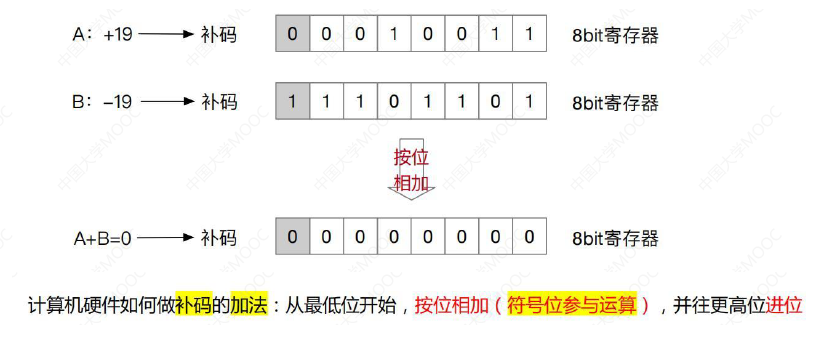 A：+19 补码 0 0 0 1 0 0 1 1 8bit寄存器
B：-19 补码 1 1 1 0 1 1 0 1 8bit寄存器
按位
相加
A+B=0 补码 0 0 0 0 0 0 0 0 8bit寄存器
计算机硬件如何做补码的加法：从最低位开始，按位相加（符号位参与运算），并往更高位进位